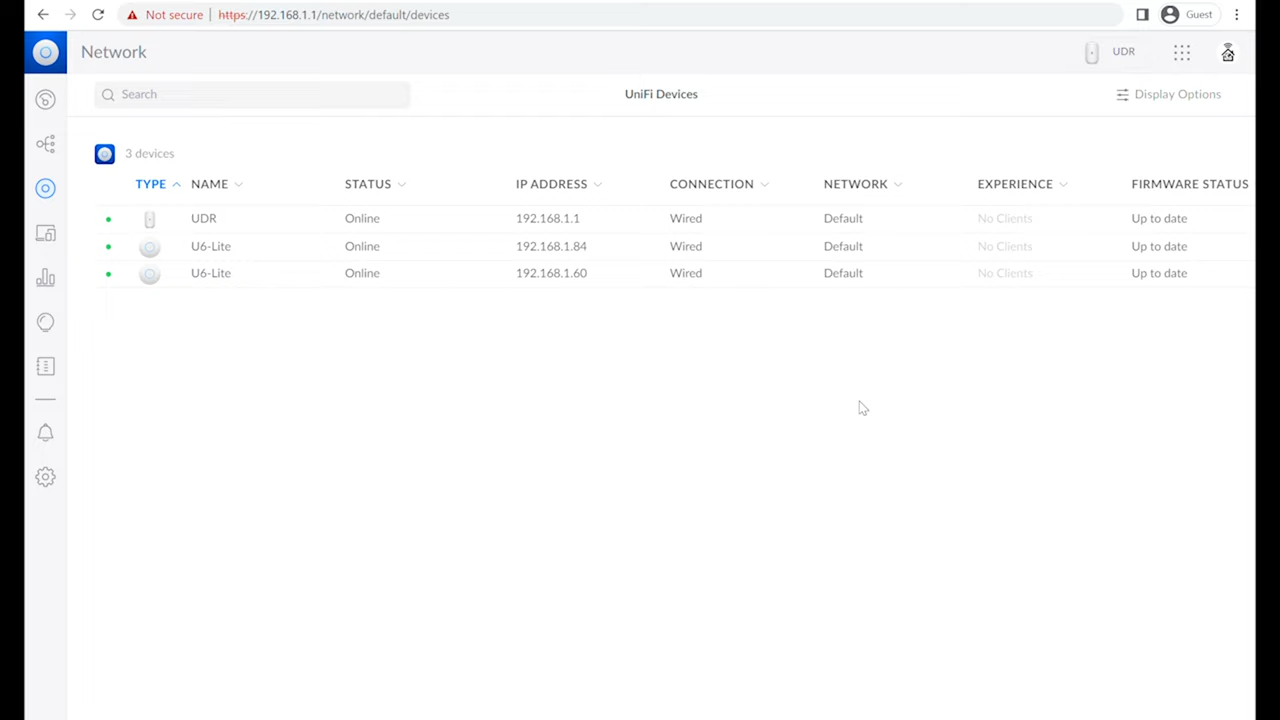 Not secure https://192.168.1.1/network/default/devices Guest
Network UDR
Search UniFi Devices Display Options
3 devices
TYPE NAME STATUS IP ADDRESS CONNECTION NETWORK EXPERIENCE FIRMWARE STATUS
UDR Online 192.168.1.1 Wired Default No Clients Up to date
U6-Lite Online 192.168.1.84 Wired Default No Clients Up to date
U6-Lite Online 192.168.1.60 Wired Default No Clients Up to date